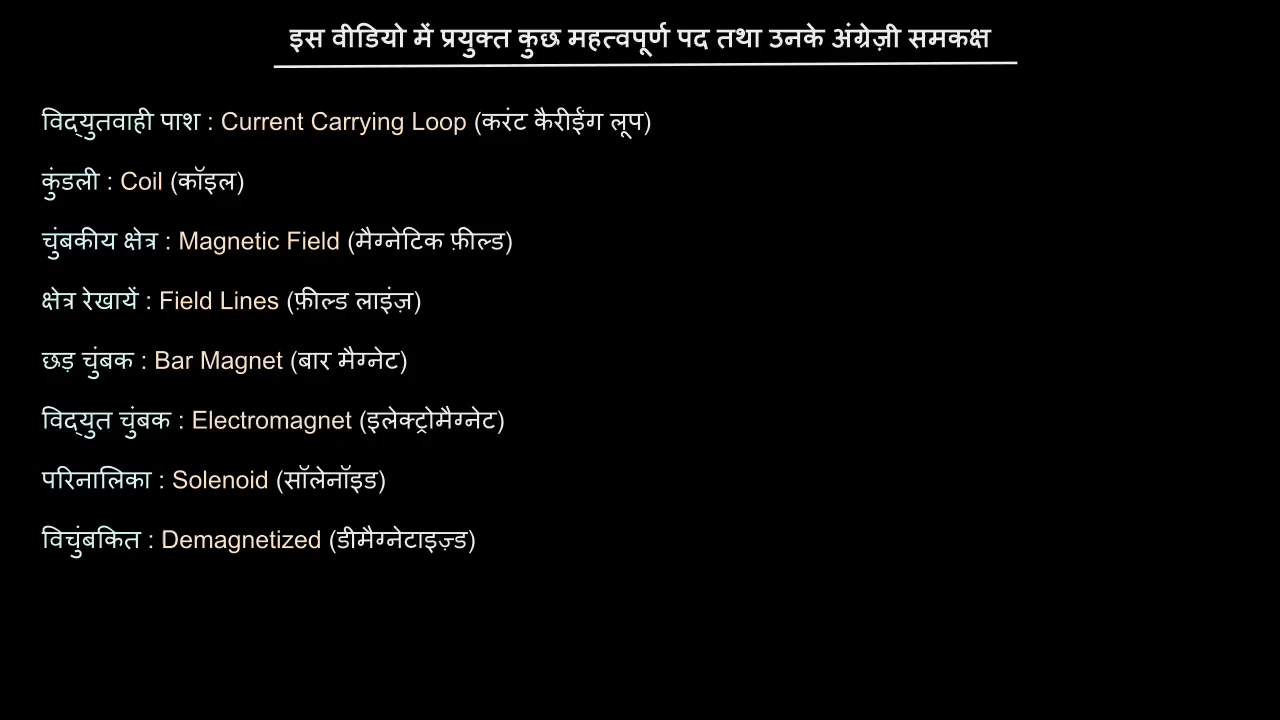 इस वीडियो में प्रयुक्त कुछ महत्वपूर्ण पद तथा उनके अंग्रेज़ी समकक्ष
विद्युतवाही पाश : Current Carrying Loop (करंट कैरीईंग लूप)
कुंडली : Coil (कॉइल)
चुंबकीय क्षेत्र : Magnetic Field (मैग्नेटिक फ़ील्ड)
क्षेत्र रेखायें : Field Lines (फ़ील्ड लाइंज़)
छड़ चुंबक : Bar Magnet (बार मैग्नेट)
विद्युत चुंबक : Electromagnet (इलेक्ट्रोमैग्नेट)
परिनालिका : Solenoid (सॉलेनॉइड)
विचुंबकित : Demagnetized (डीमैग्नेटाइज़्ड)